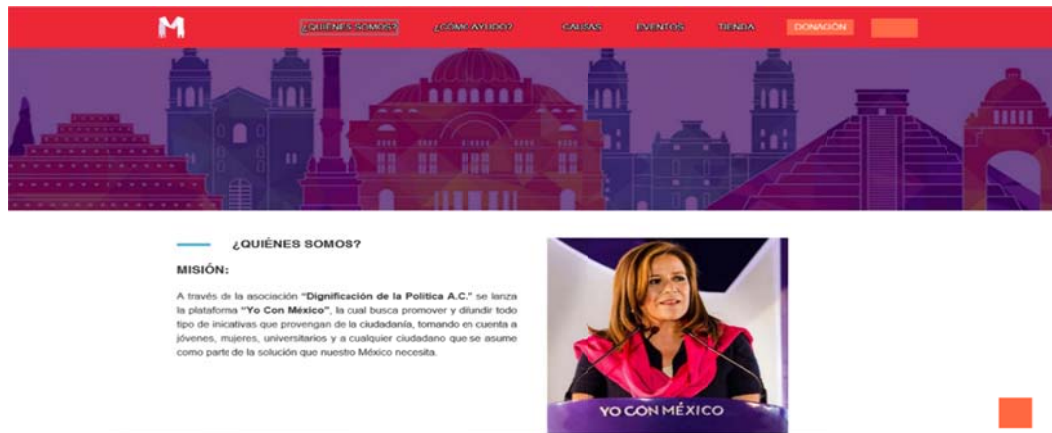 M
¿QUIÉNES SOMOS?
¿CÓMO AYUDO?
CAUSAS
EVENTOS
TIENDA
DONACIÓN
¿QUIÉNES SOMOS?
MISIÓN:
A través de la asociación “Dignificación de la Política A.C.” se lanza
la plataforma “Yo Con México”, la cual busca promover y difundir todo
tipo de inicativas que provengan de la ciudadanía, tomando en cuenta a
jóvenes, mujeres, universitarios y a cualquier ciudadano que se asume
como parte de la solución que nuestro México necesita.
YO CON MÉXICO